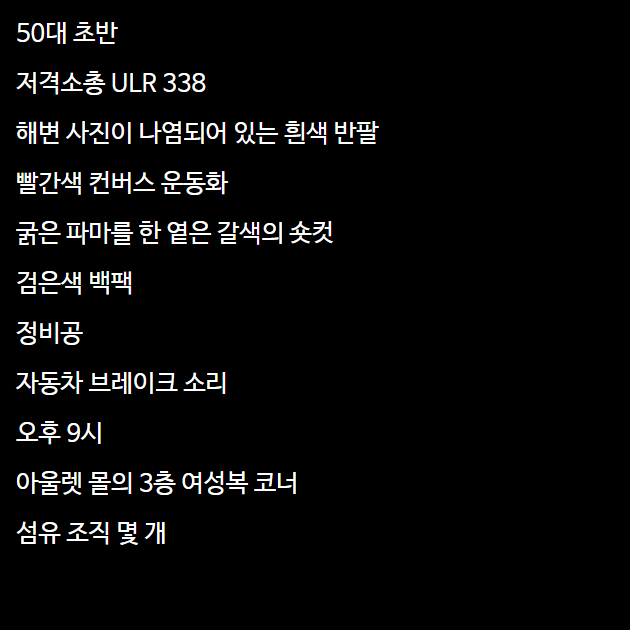 50대 초반
저격소총 ULR 338
해변 사진이 나염되어 있는 흰색 반팔
빨간색 컨버스 운동화
굵은 파마를 한 옅은 갈색의 숏컷
검은색 백팩
정비공
자동차 브레이크 소리
오후 9시
아울렛 몰의 3층 여성복 코너
섬유 조직 몇 개